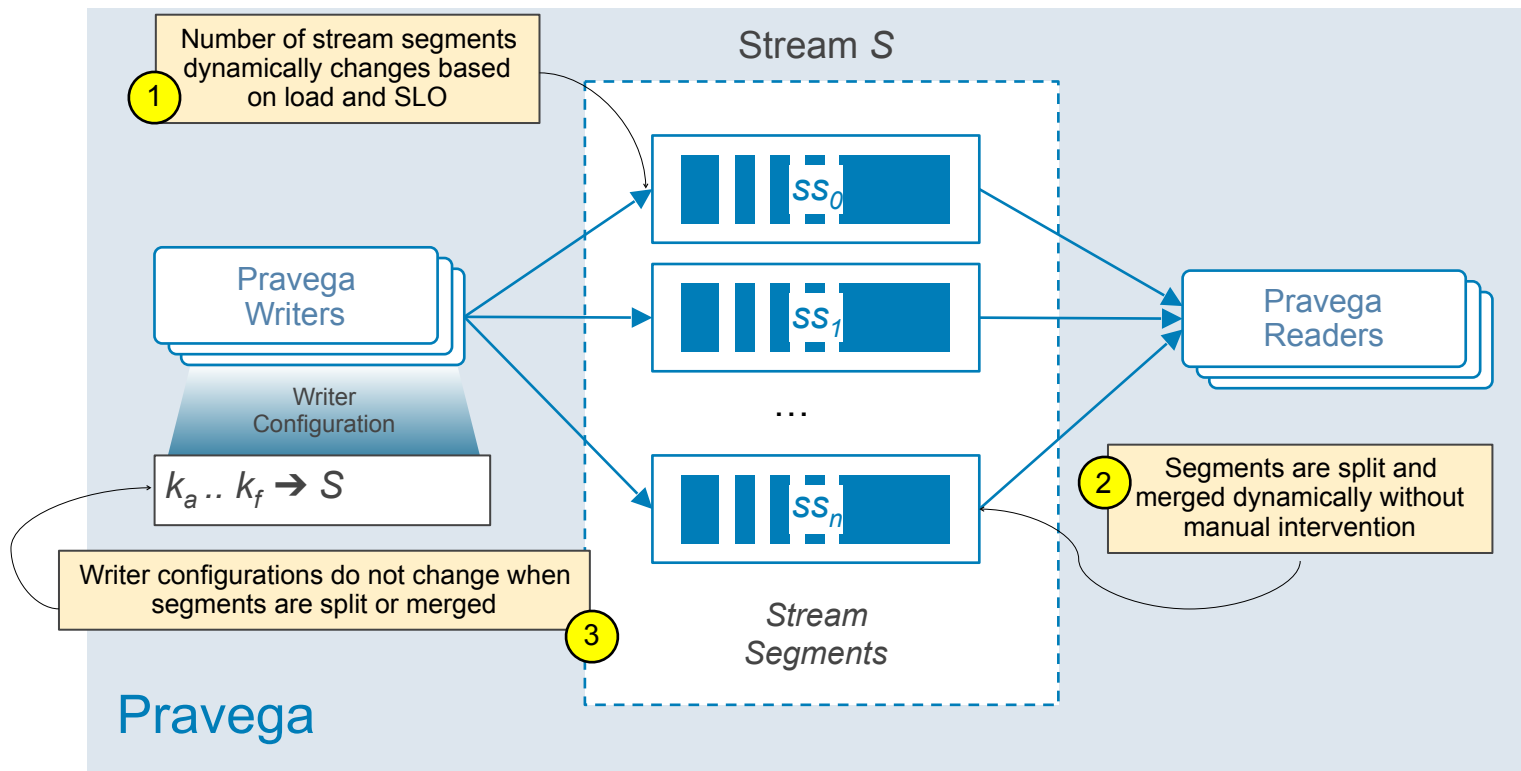 Number of stream segments
dynamically changes based
on load and SLO
1
Stream S
ss0
Pravega
Writers
ss1
Pravega
Readers
Writer
Configuration
...
ka .. kf ➔ S
ssn
2
Segments are split and
merged dynamically without
manual intervention
Writer configurations do not change when
segments are split or merged
3
Stream
Segments
Pravega